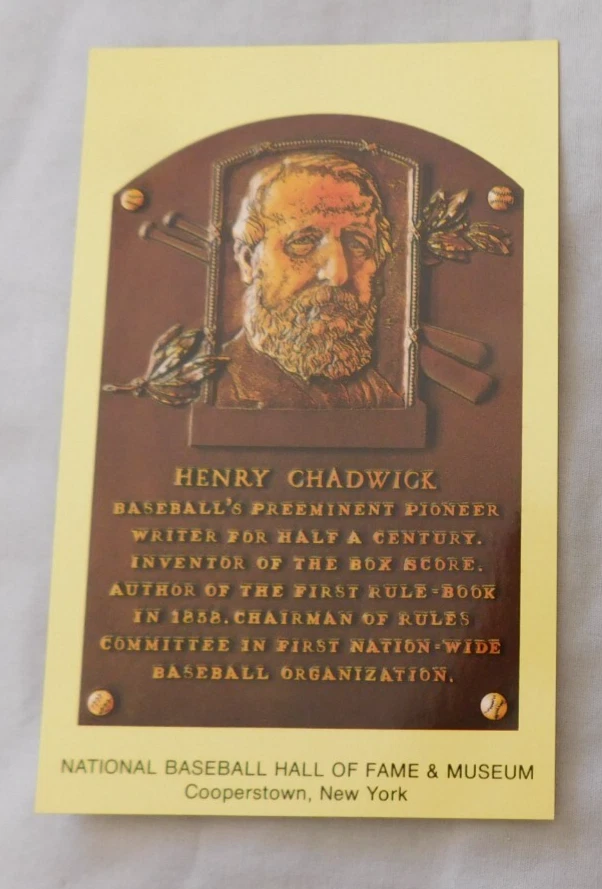 HENRY CHADWICK
BASEBALL'S PREEMINENT PIONEER
WRITER FOR HALF A CENTURY.
INVENTOR OF THE BOX SCORE.
AUTHOR OF THE FIRST RULE-BOOK
IN 1858. CHAIRMAN OF RULES
COMMITTEE IN FIRST NATION-WIDE
BASEBALL ORGANIZATION.
NATIONAL BASEBALL HALL OF FAME & MUSEUM
Cooperstown, New York